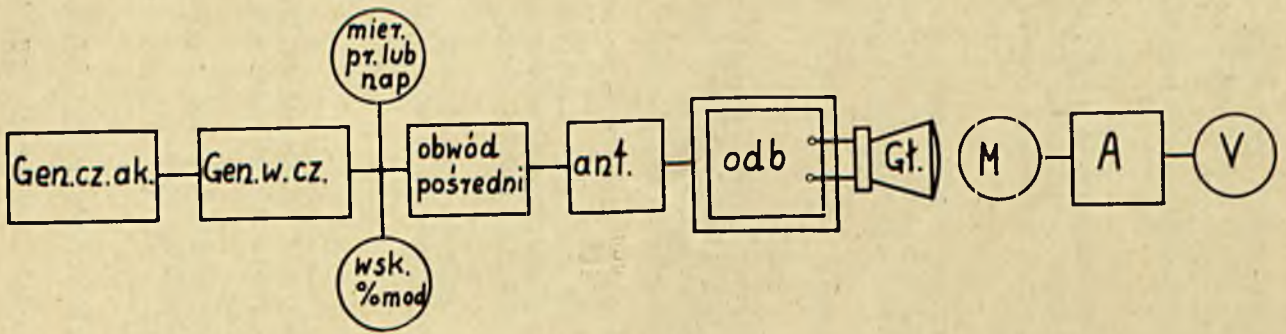 mier.
pr. lub
nap
Gen.cz.ak.
Gen.w.cz.
obwód
pośredni
ant.
odb
Gł.
M
A
V
wsk.
%mod